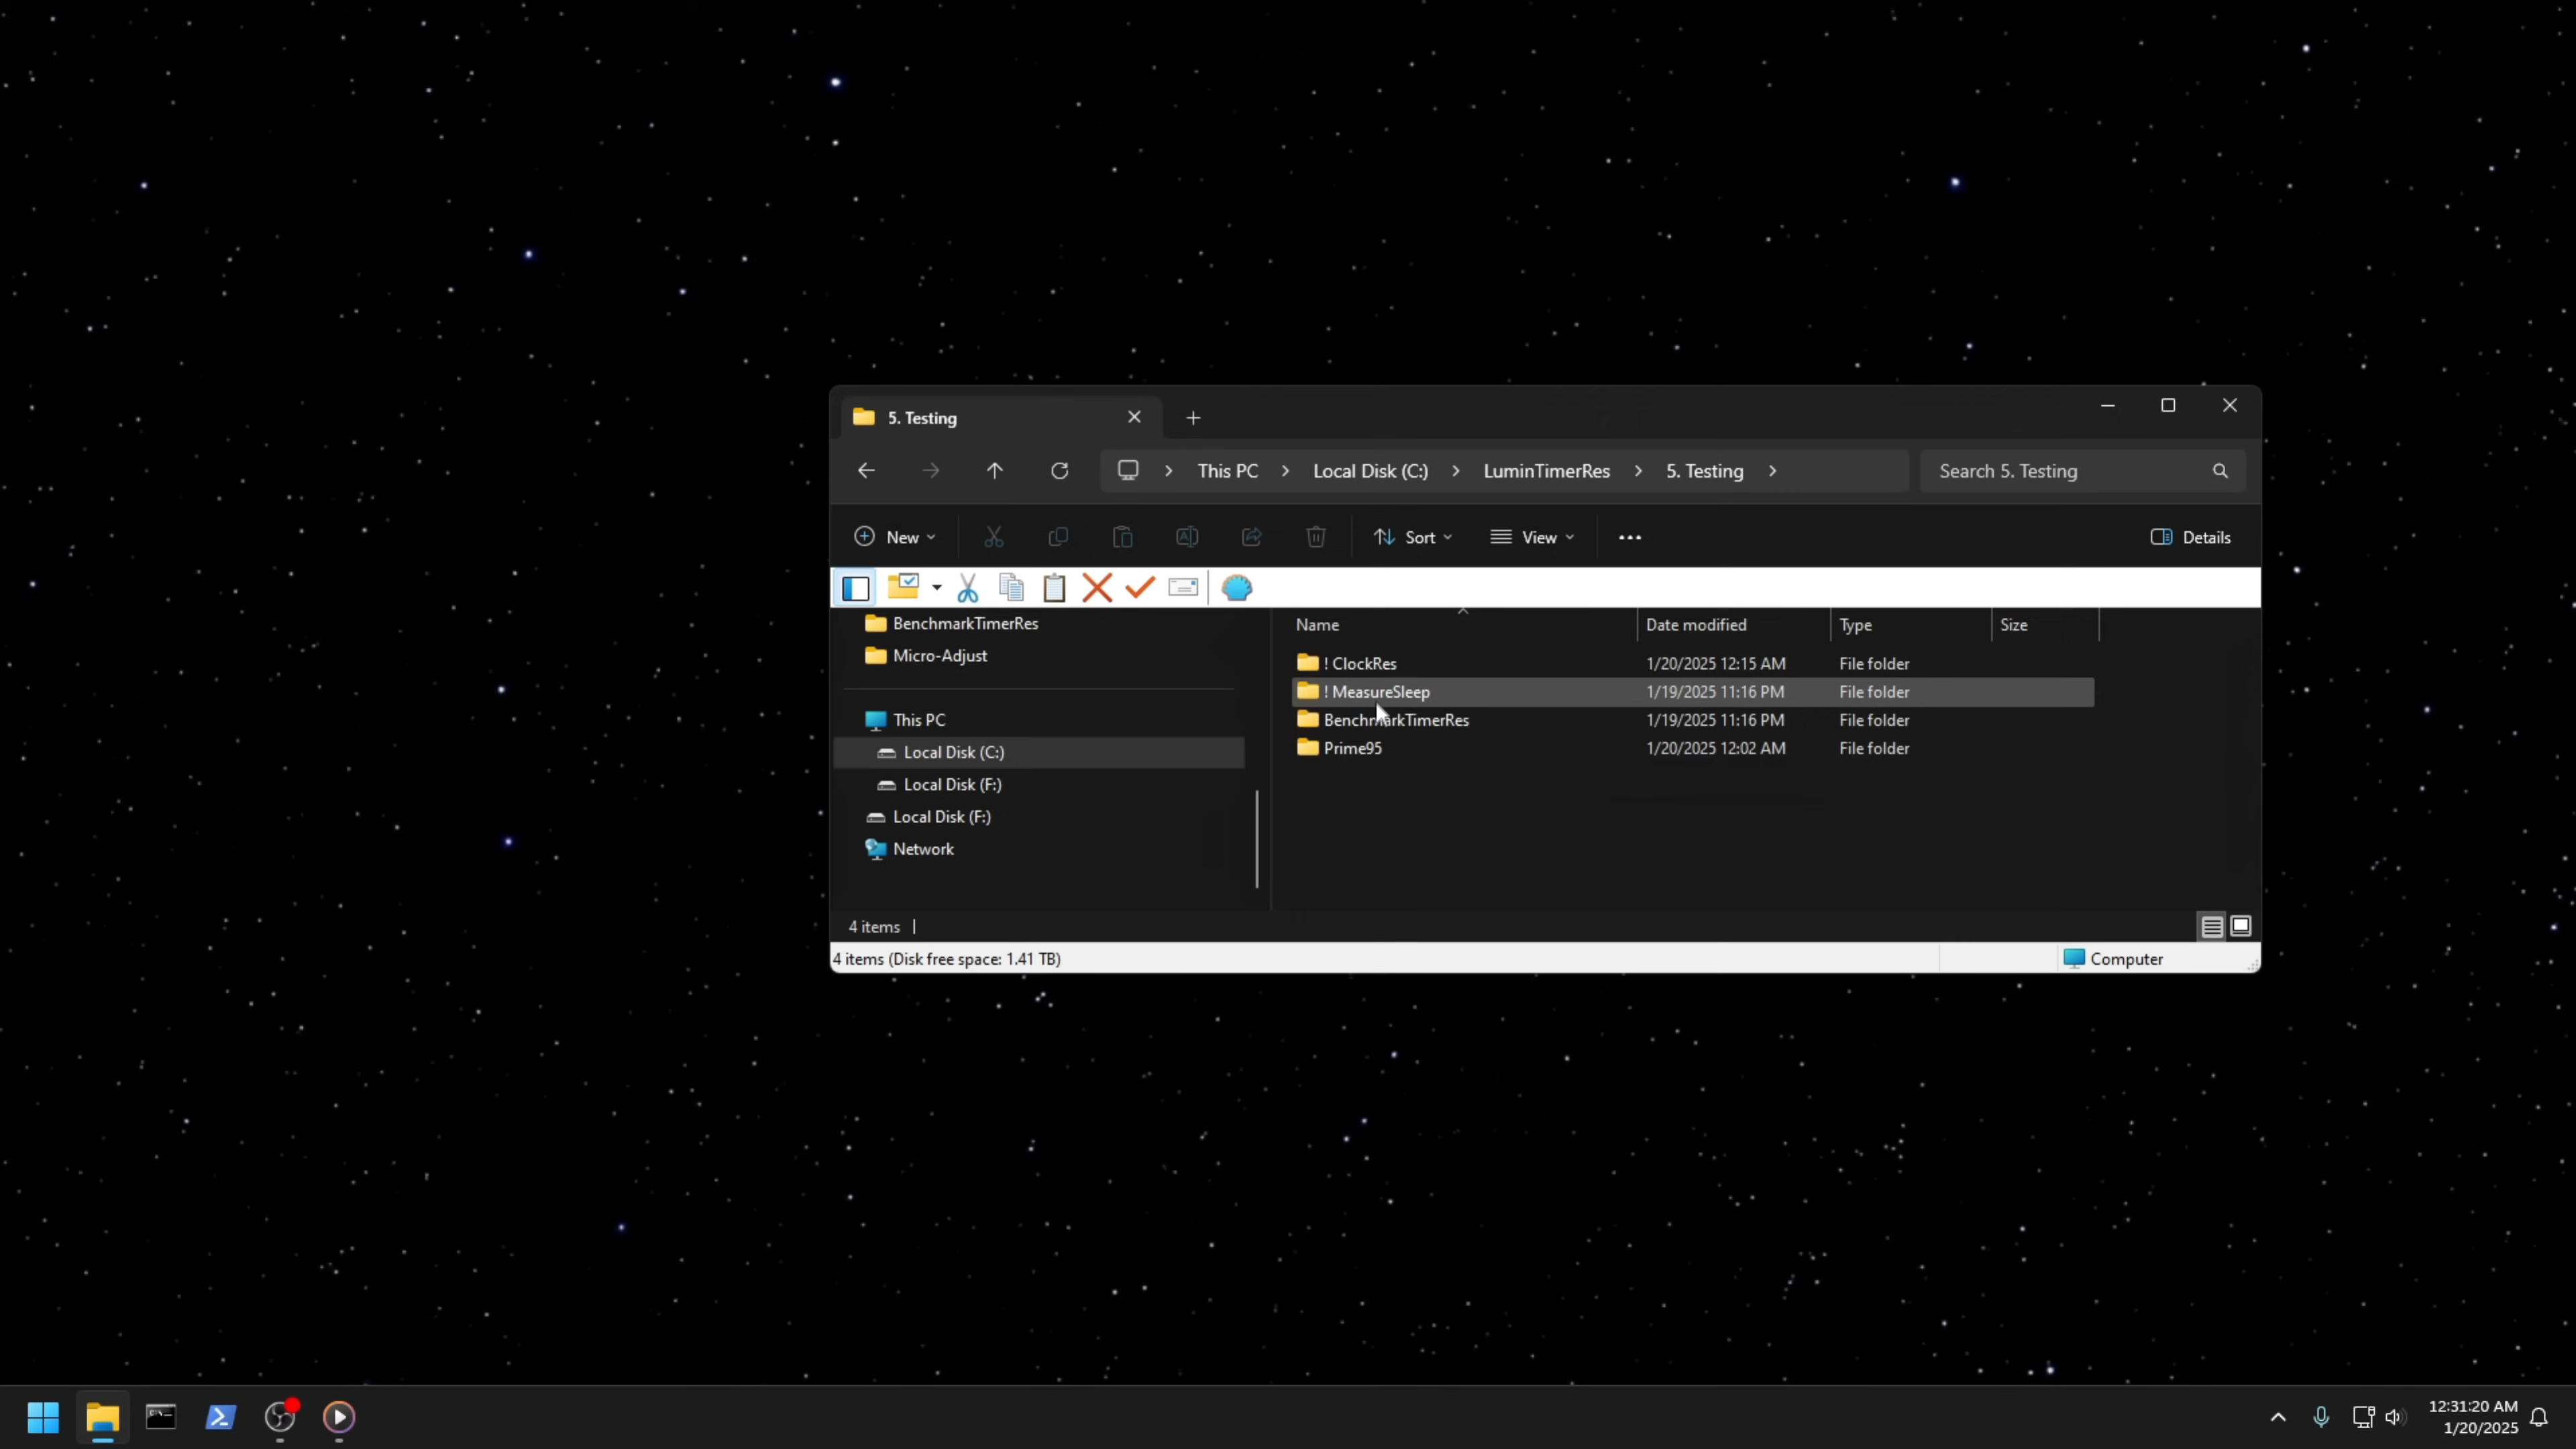 5. Testing
This PC > Local Disk (C:) > LuminTimerRes > 5. Testing >
Search 5. Testing
New
Sort
View
Details
BenchmarkTimerRes
Micro-Adjust
This PC
Local Disk (C:)
Local Disk (F:)
Local Disk (F:)
Network
Name Date modified Type Size
! ClockRes 1/20/2025 12:15 AM File folder
! MeasureSleep 1/19/2025 11:16 PM File folder
BenchmarkTimerRes 1/19/2025 11:16 PM File folder
Prime95 1/20/2025 12:02 AM File folder
4 items
4 items (Disk free space: 1.41 TB)
Computer
12:31:20 AM
1/20/2025